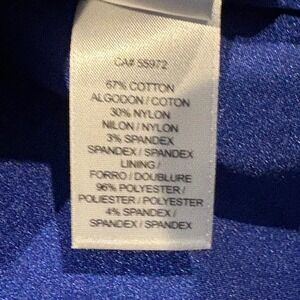 CA# 55972
67% COTTON
ALGODON / COTON
30% NYLON
NILON / NYLON
3% SPANDEX
SPANDEX / SPANDEX
LINING /
FORRO / DOUBLURE
96% POLYESTER /
POLIESTER / POLYESTER
4% SPANDEX /
SPANDEX / SPANDEX